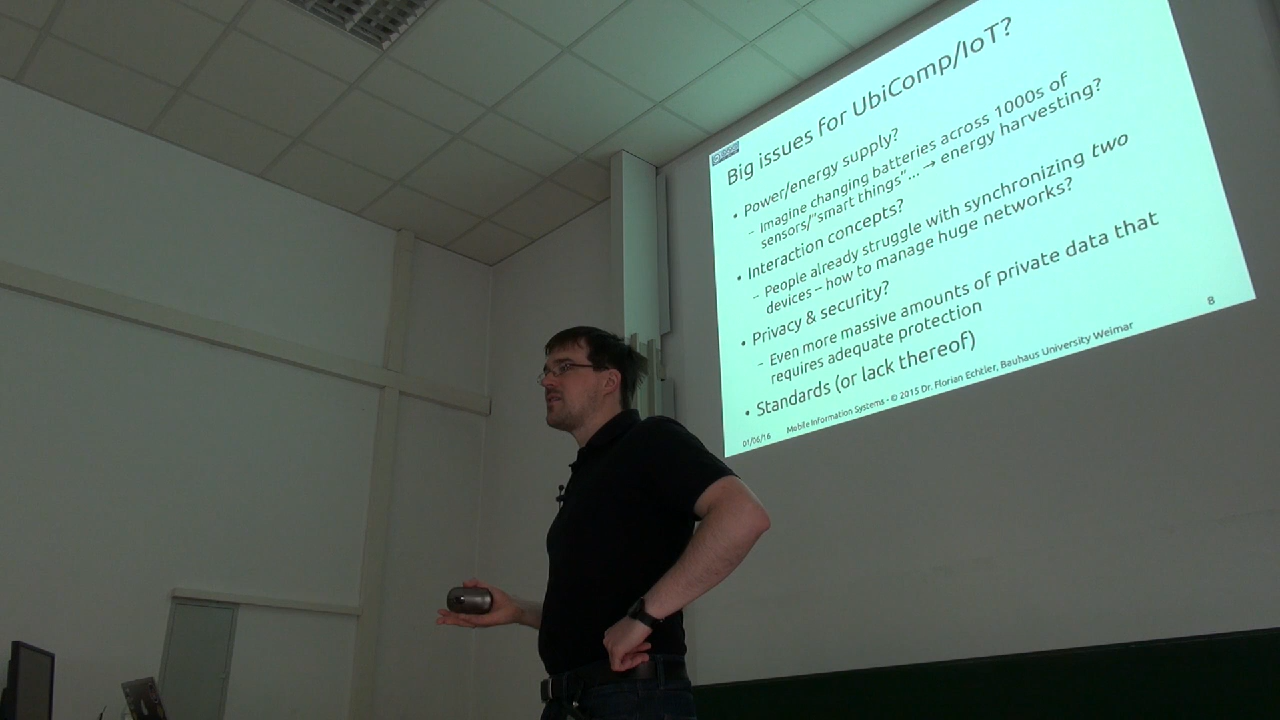 Big issues for UbiComp/IoT?
• Power/energy supply?
– Imagine changing batteries across 1000s of
sensors/"smart things"... → energy harvesting?
• Interaction concepts?
– People already struggle with synchronizing two
devices – how to manage huge networks?
• Privacy & security?
– Even more massive amounts of private data that
requires adequate protection
• Standards (or lack thereof)
01/06/16 Mobile Information Systems - © 2015 Dr. Florian Echtler, Bauhaus University Weimar 8